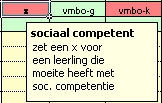 x vmbo-g vmbo-k
sociaal competent
zet een x voor
een leerling die
moeite heeft met
soc. competentie